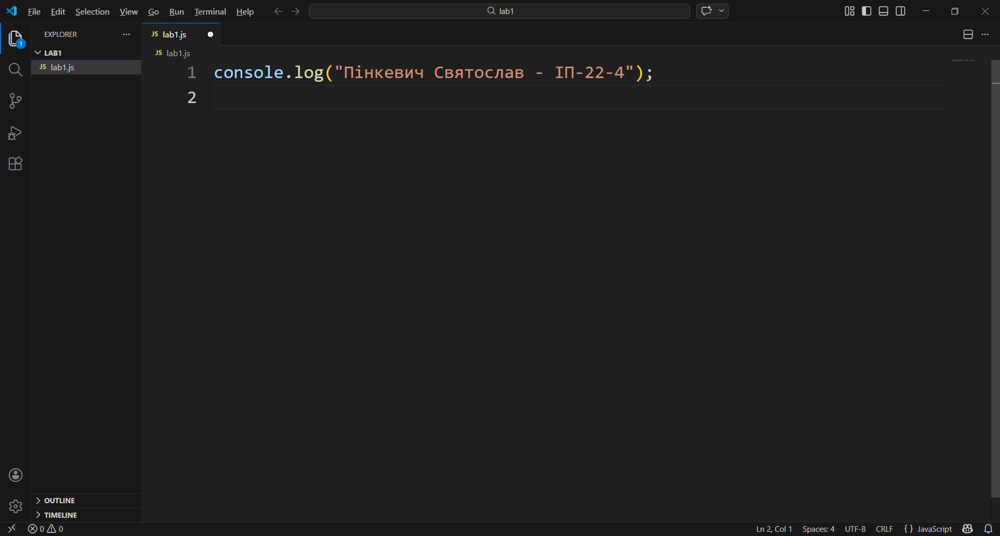 File Edit Selection View Go Run Terminal Help
lab1
EXPLORER
1
LAB1
JS lab1.js
JS lab1.js
JS lab1.js
1 console.log("Пінкевич Святослав - ІП-22-4");
2
OUTLINE
TIMELINE
0 0
Ln 2, Col 1 Spaces: 4 UTF-8 CRLF { } JavaScript